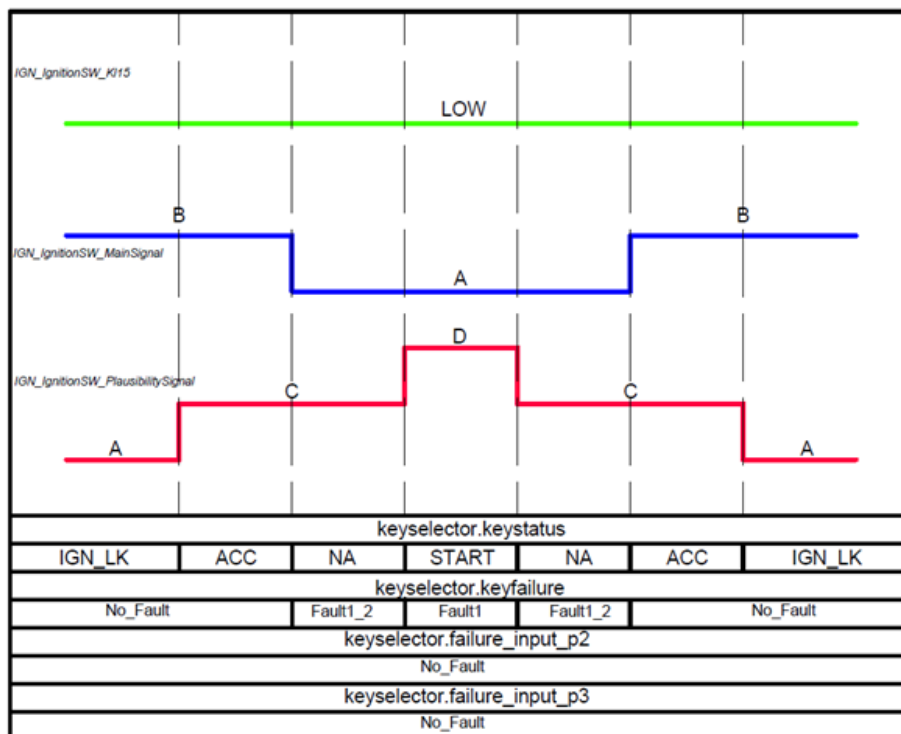 IGN_IgnitionSW_Kl15
LOW
B B
IGN_IgnitionSW_MainSignal
A
D
IGN_IgnitionSW_PlausibilitySignal
C C
A A
keyselector.keystatus
IGN_LK ACC NA START NA ACC IGN_LK
keyselector.keyfailure
No_Fault Fault1_2 Fault1 Fault1_2 No_Fault
keyselector.failure_input_p2
No_Fault
keyselector.failure_input_p3
No_Fault